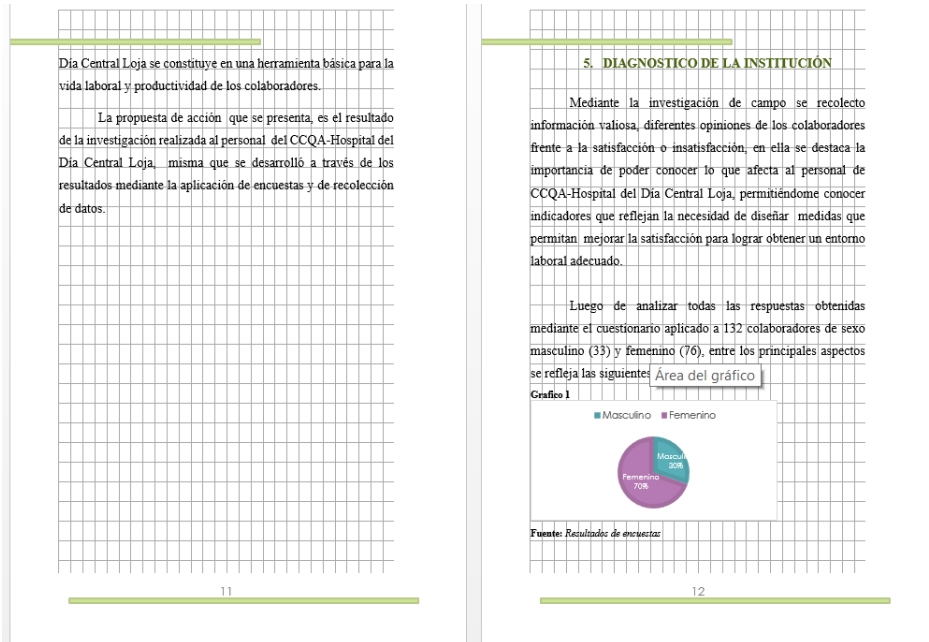 Día Central Loja se constituye en una herramienta básica para la
vida laboral y productividad de los colaboradores.
La propuesta de acción que se presenta, es el resultado
de la investigación realizada al personal del CCQA-Hospital del
Día Central Loja, misma que se desarrolló a través de los
resultados mediante la aplicación de encuestas y de recolección
de datos.
11
5. DIAGNOSTICO DE LA INSTITUCIÓN
Mediante la investigación de campo se recolecto
información valiosa, diferentes opiniones de los colaboradores
frente a la satisfacción o insatisfacción, en ella se destaca la
importancia de poder conocer lo que afecta al personal de
CCQA-Hospital del Día Central Loja, permitiéndome conocer
indicadores que reflejan la necesidad de diseñar medidas que
permitan mejorar la satisfacción para lograr obtener un entorno
laboral adecuado.
Luego de analizar todas las respuestas obtenidas
mediante el cuestionario aplicado a 132 colaboradores de sexo
masculino (33) y femenino (76), entre los principales aspectos
se refleja las siguientes
Área del gráfico
Grafico 1
Masculino Femenino
Masculi
30%
Femenino
70%
Fuente: Resultados de encuestas
12